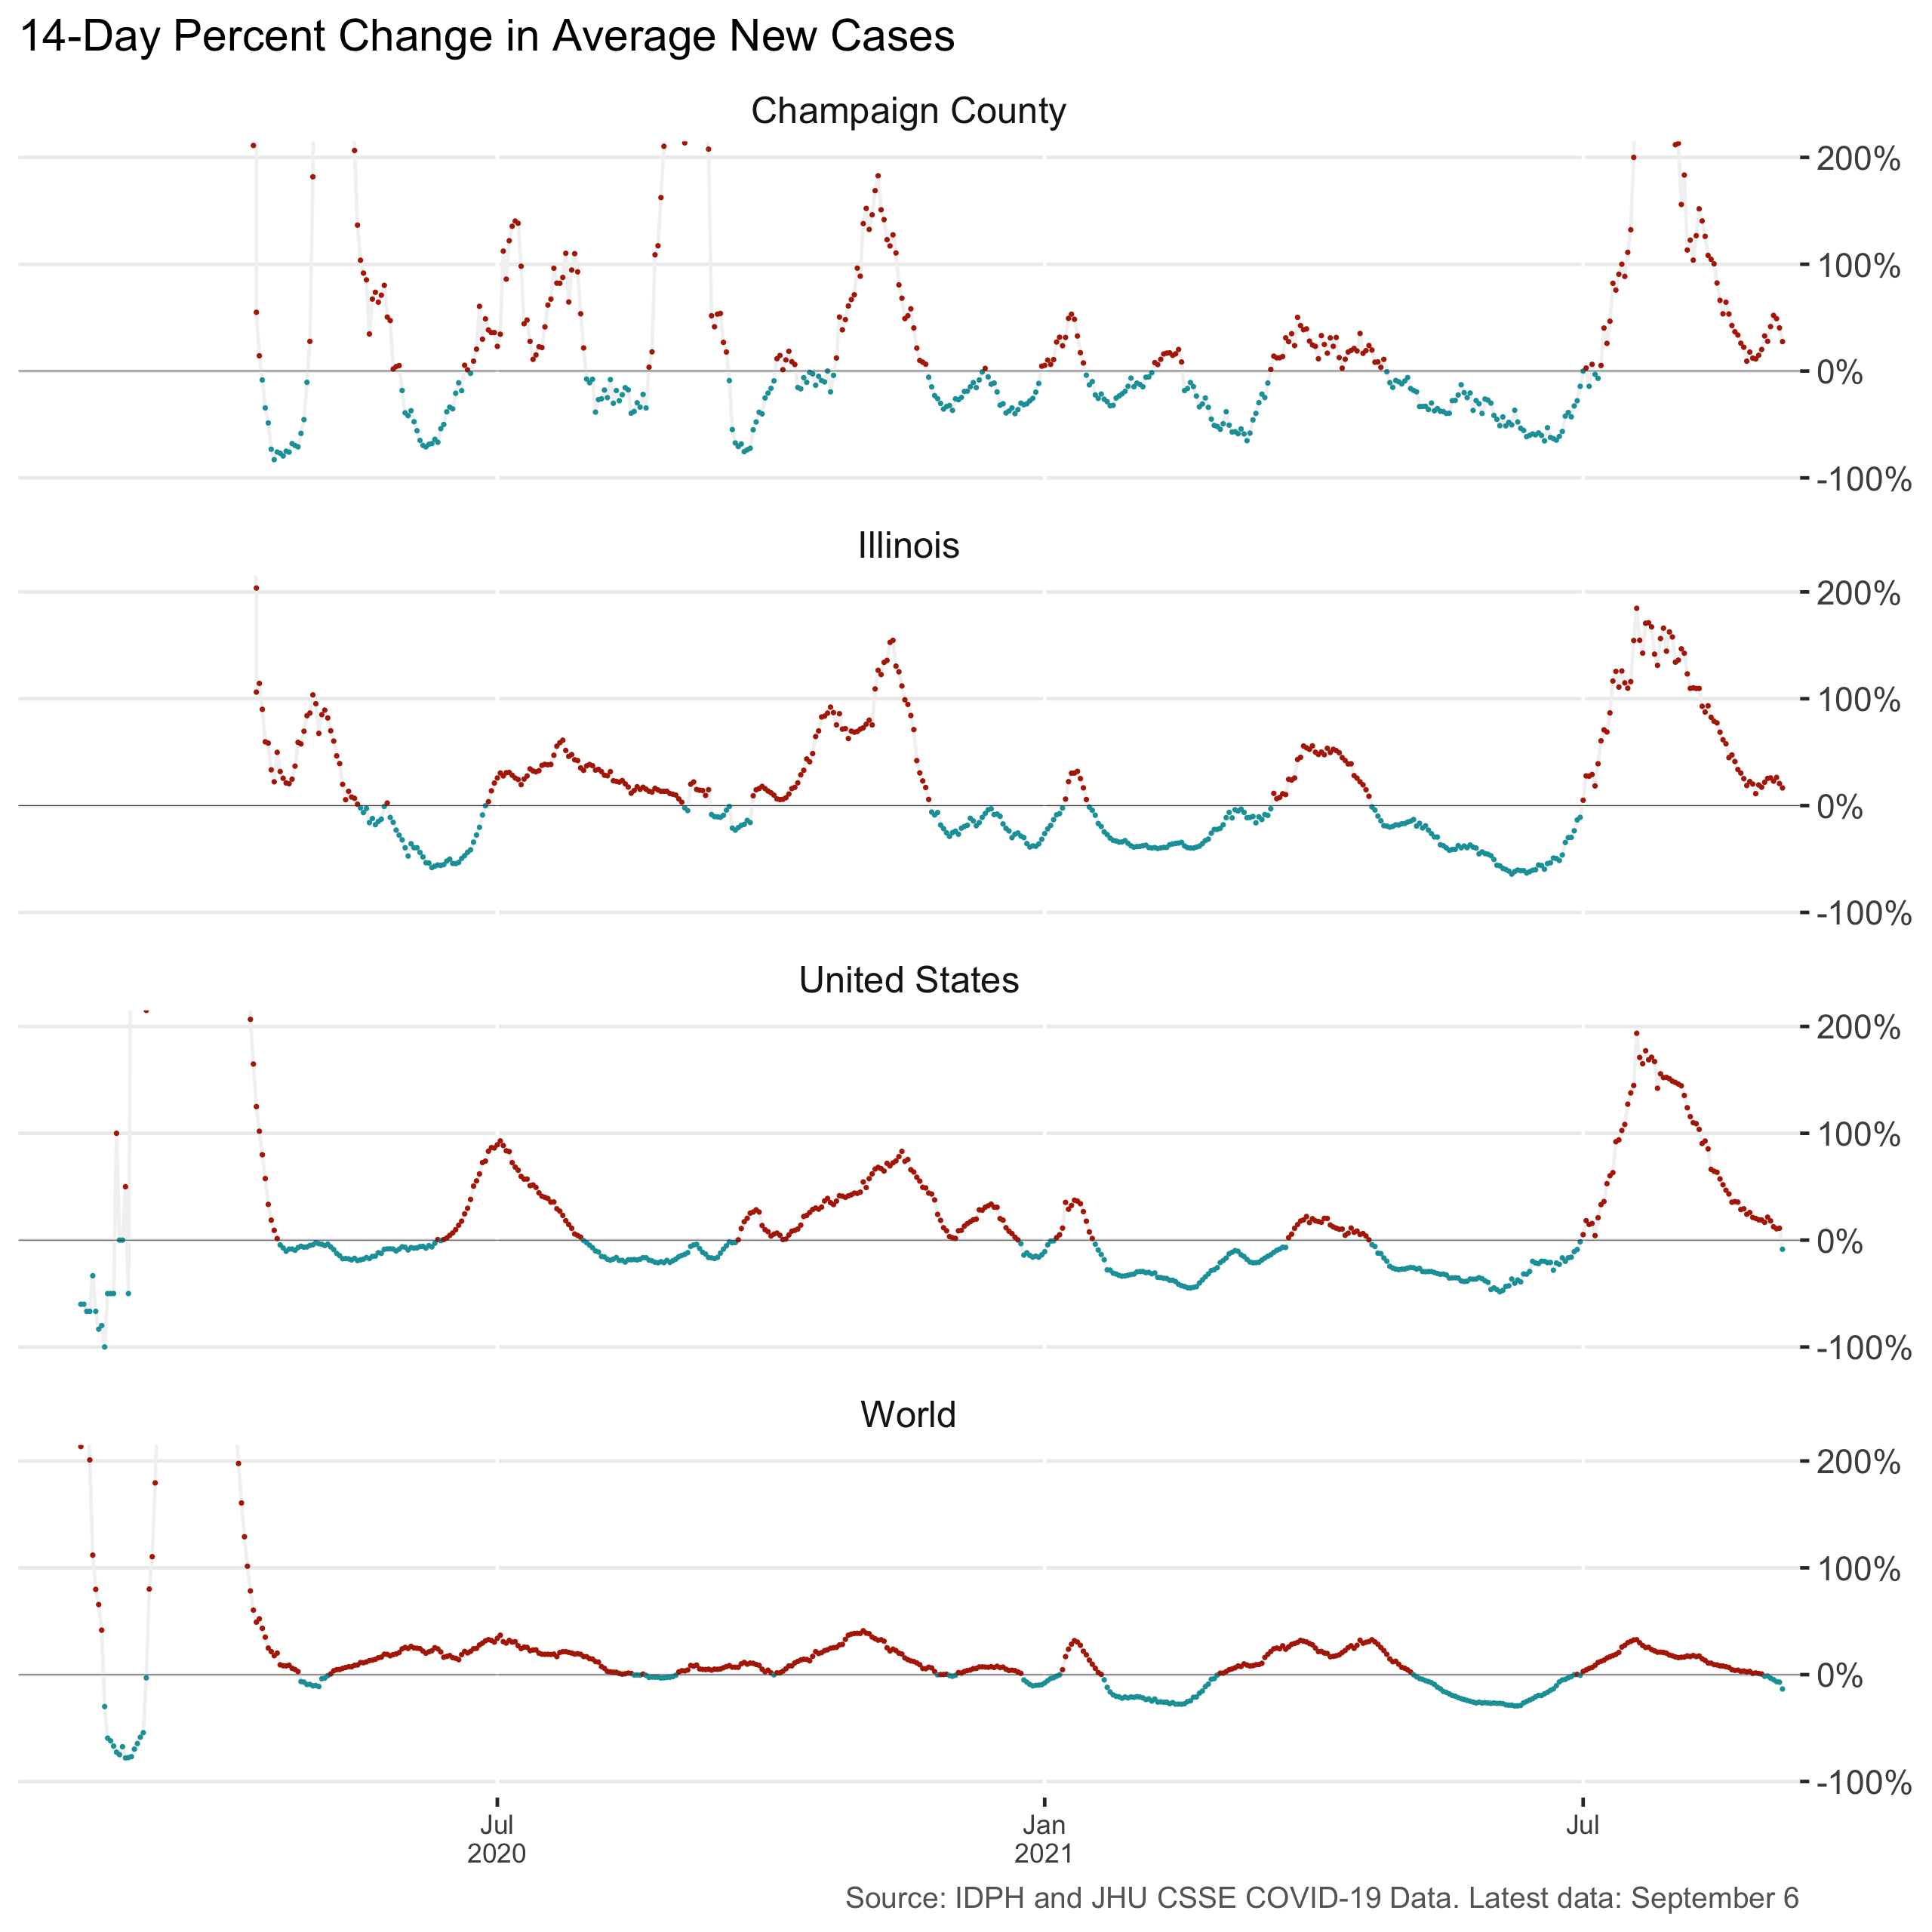 14-Day Percent Change in Average New Cases
Champaign County
200%
100%
0%
-100%
Illinois
200%
100%
0%
-100%
United States
200%
100%
0%
-100%
World
200%
100%
0%
-100%
Jul Jan Jul
2020 2021
Source: IDPH and JHU CSSE COVID-19 Data. Latest data: September 6